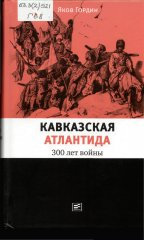 Яков Гордин
КАВКАЗСКАЯ
АТЛАНТИДА
300 лет войны